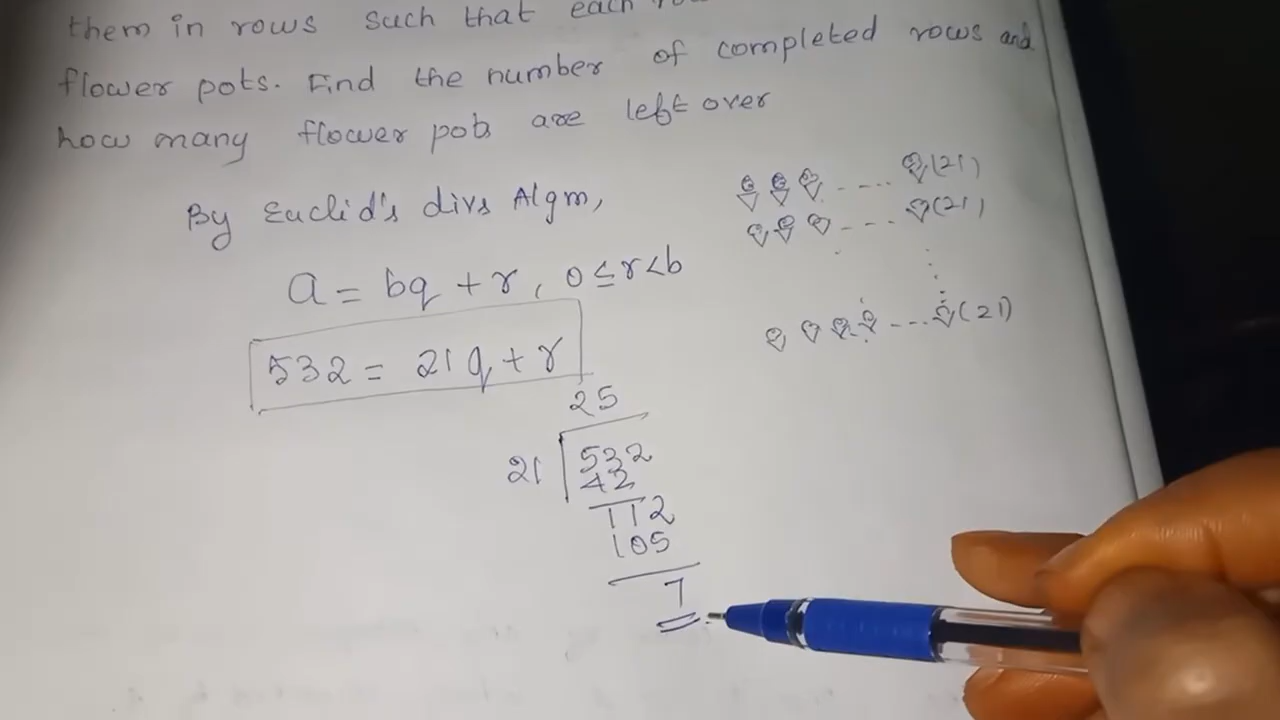 them in rows such that each
flower pots. Find the number of completed rows and
how many flower pots are left over
By Euclid's divs Algm,
a = bq + r, 0 ≤ r < b
532 = 21 q + r
25
21 532
42
112
105
7
.... (21)
.... (21)
... (21)